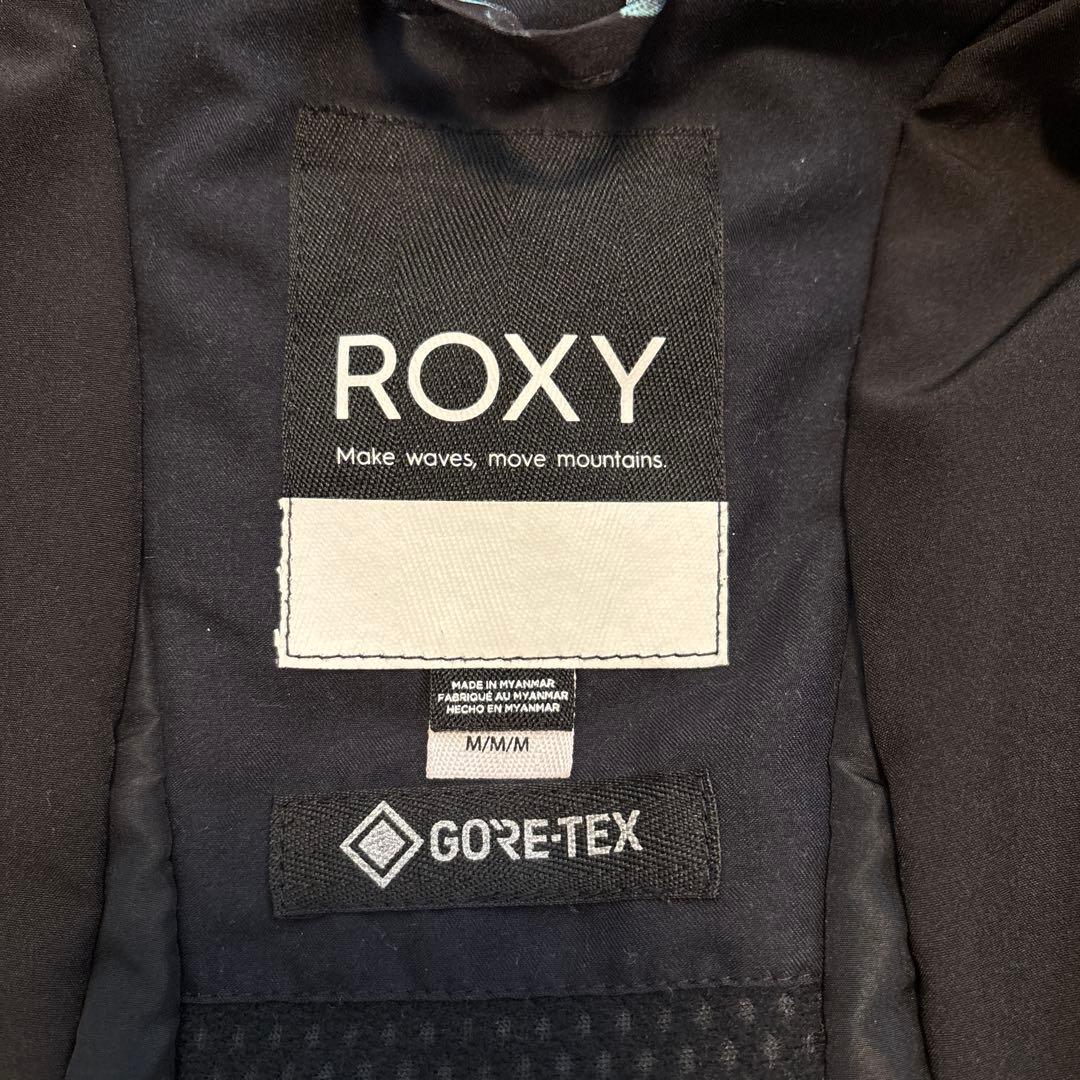 ROXY
Make waves, move mountains.
MADE IN MYANMAR
FABRIQUÉ AU MYANMAR
HECHO EN MYANMAR
M/M/M
GORE-TEX